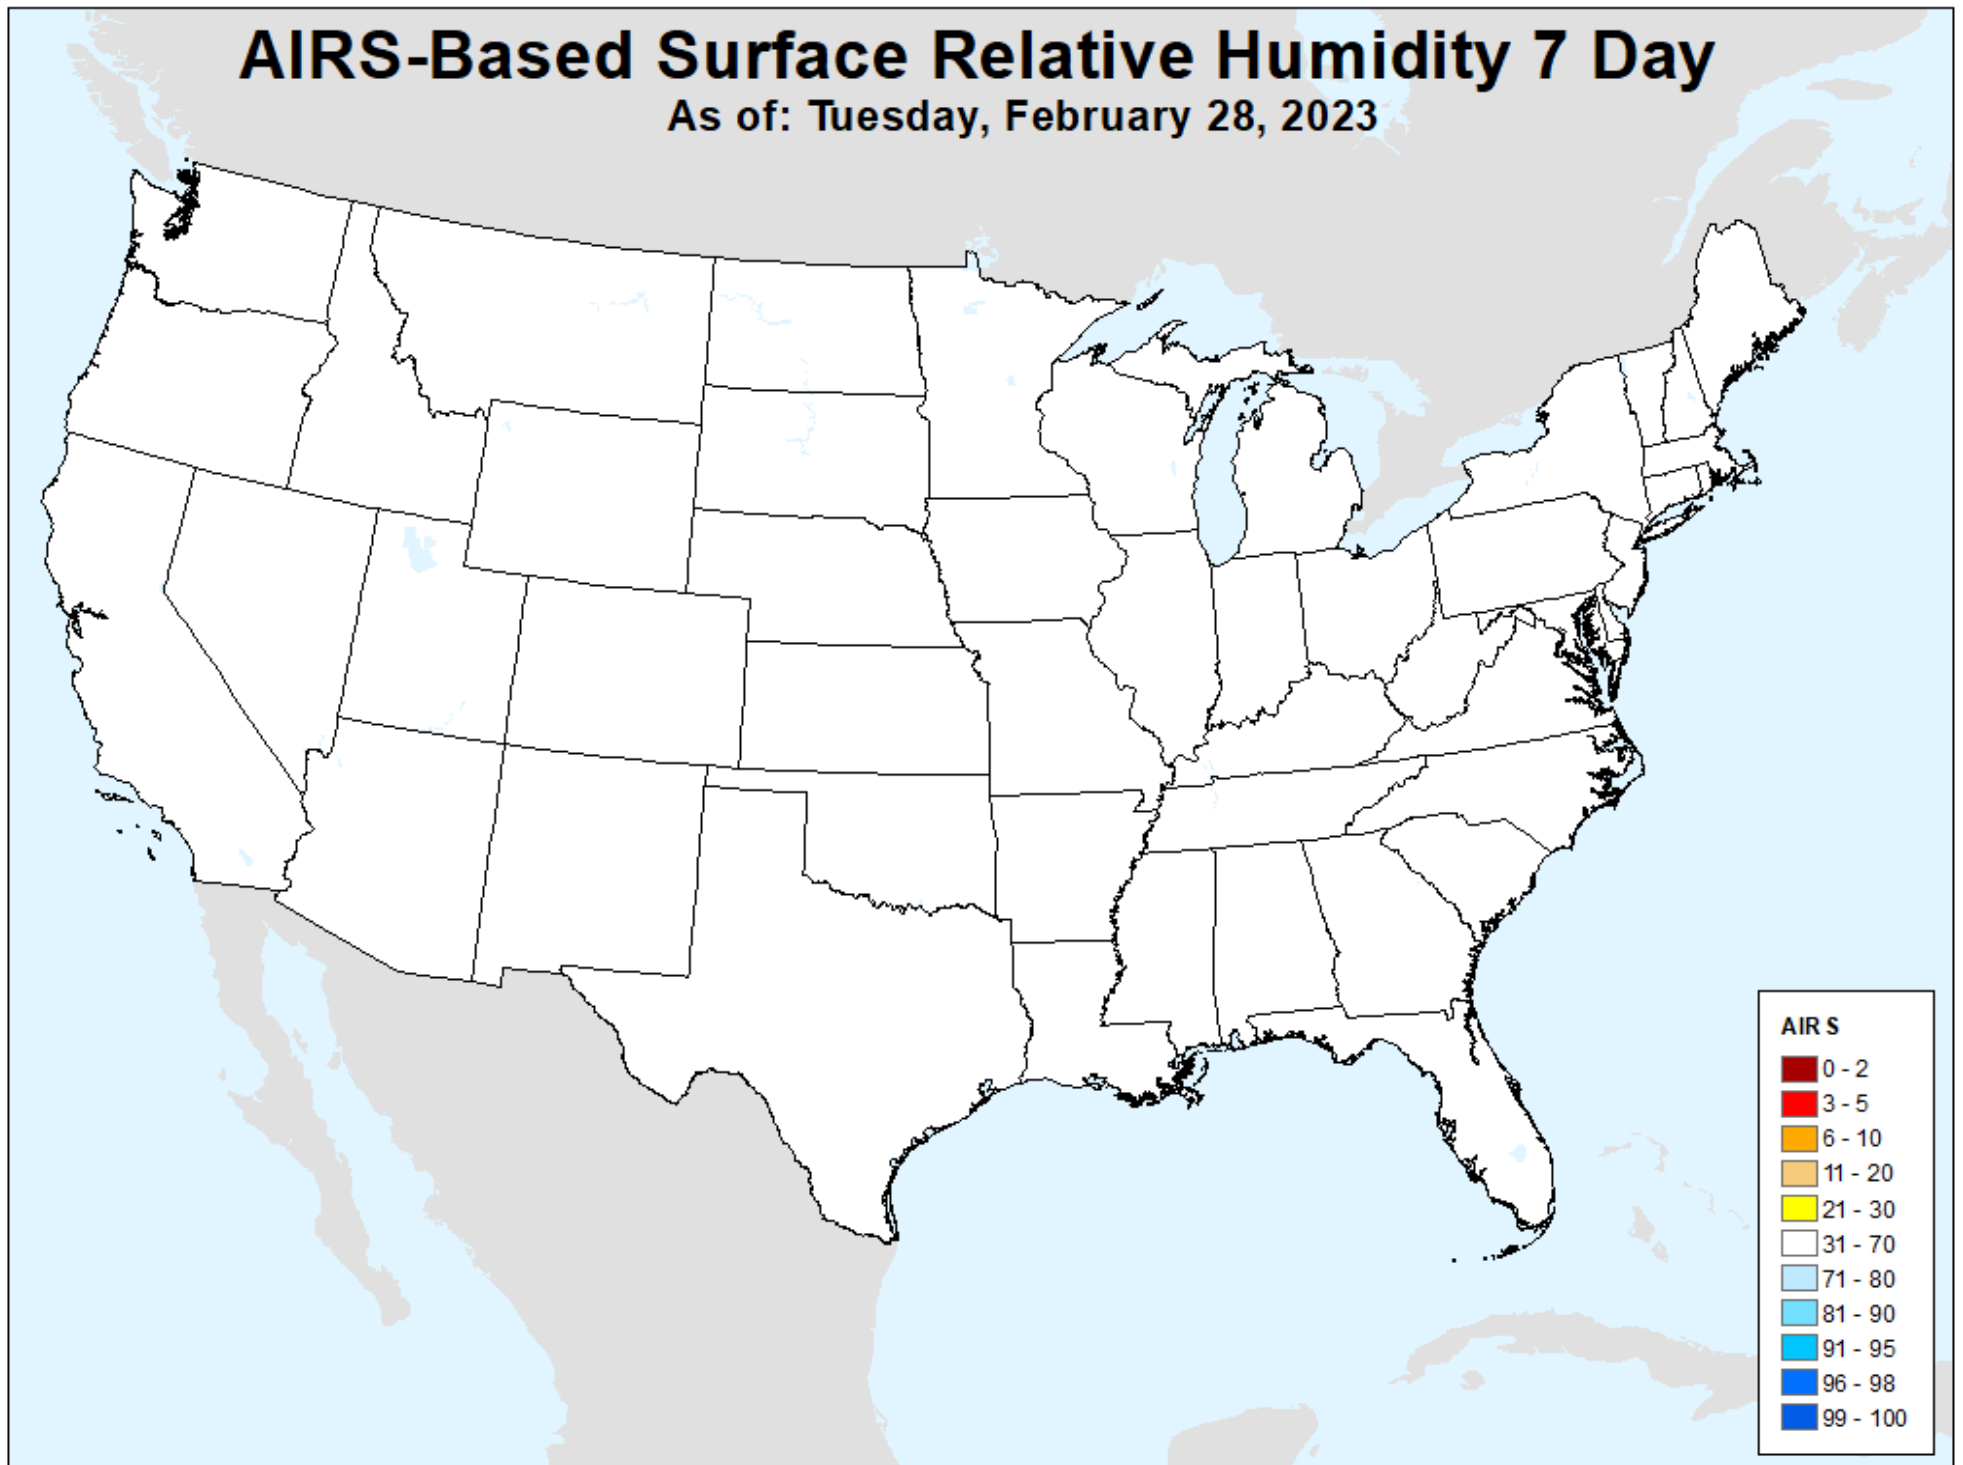 AIRS-Based Surface Relative Humidity 7 Day
As of: Tuesday, February 28, 2023
AIRS
0 - 2
3 - 5
6 - 10
11 - 20
21 - 30
31 - 70
71 - 80
81 - 90
91 - 95
96 - 98
99 - 100